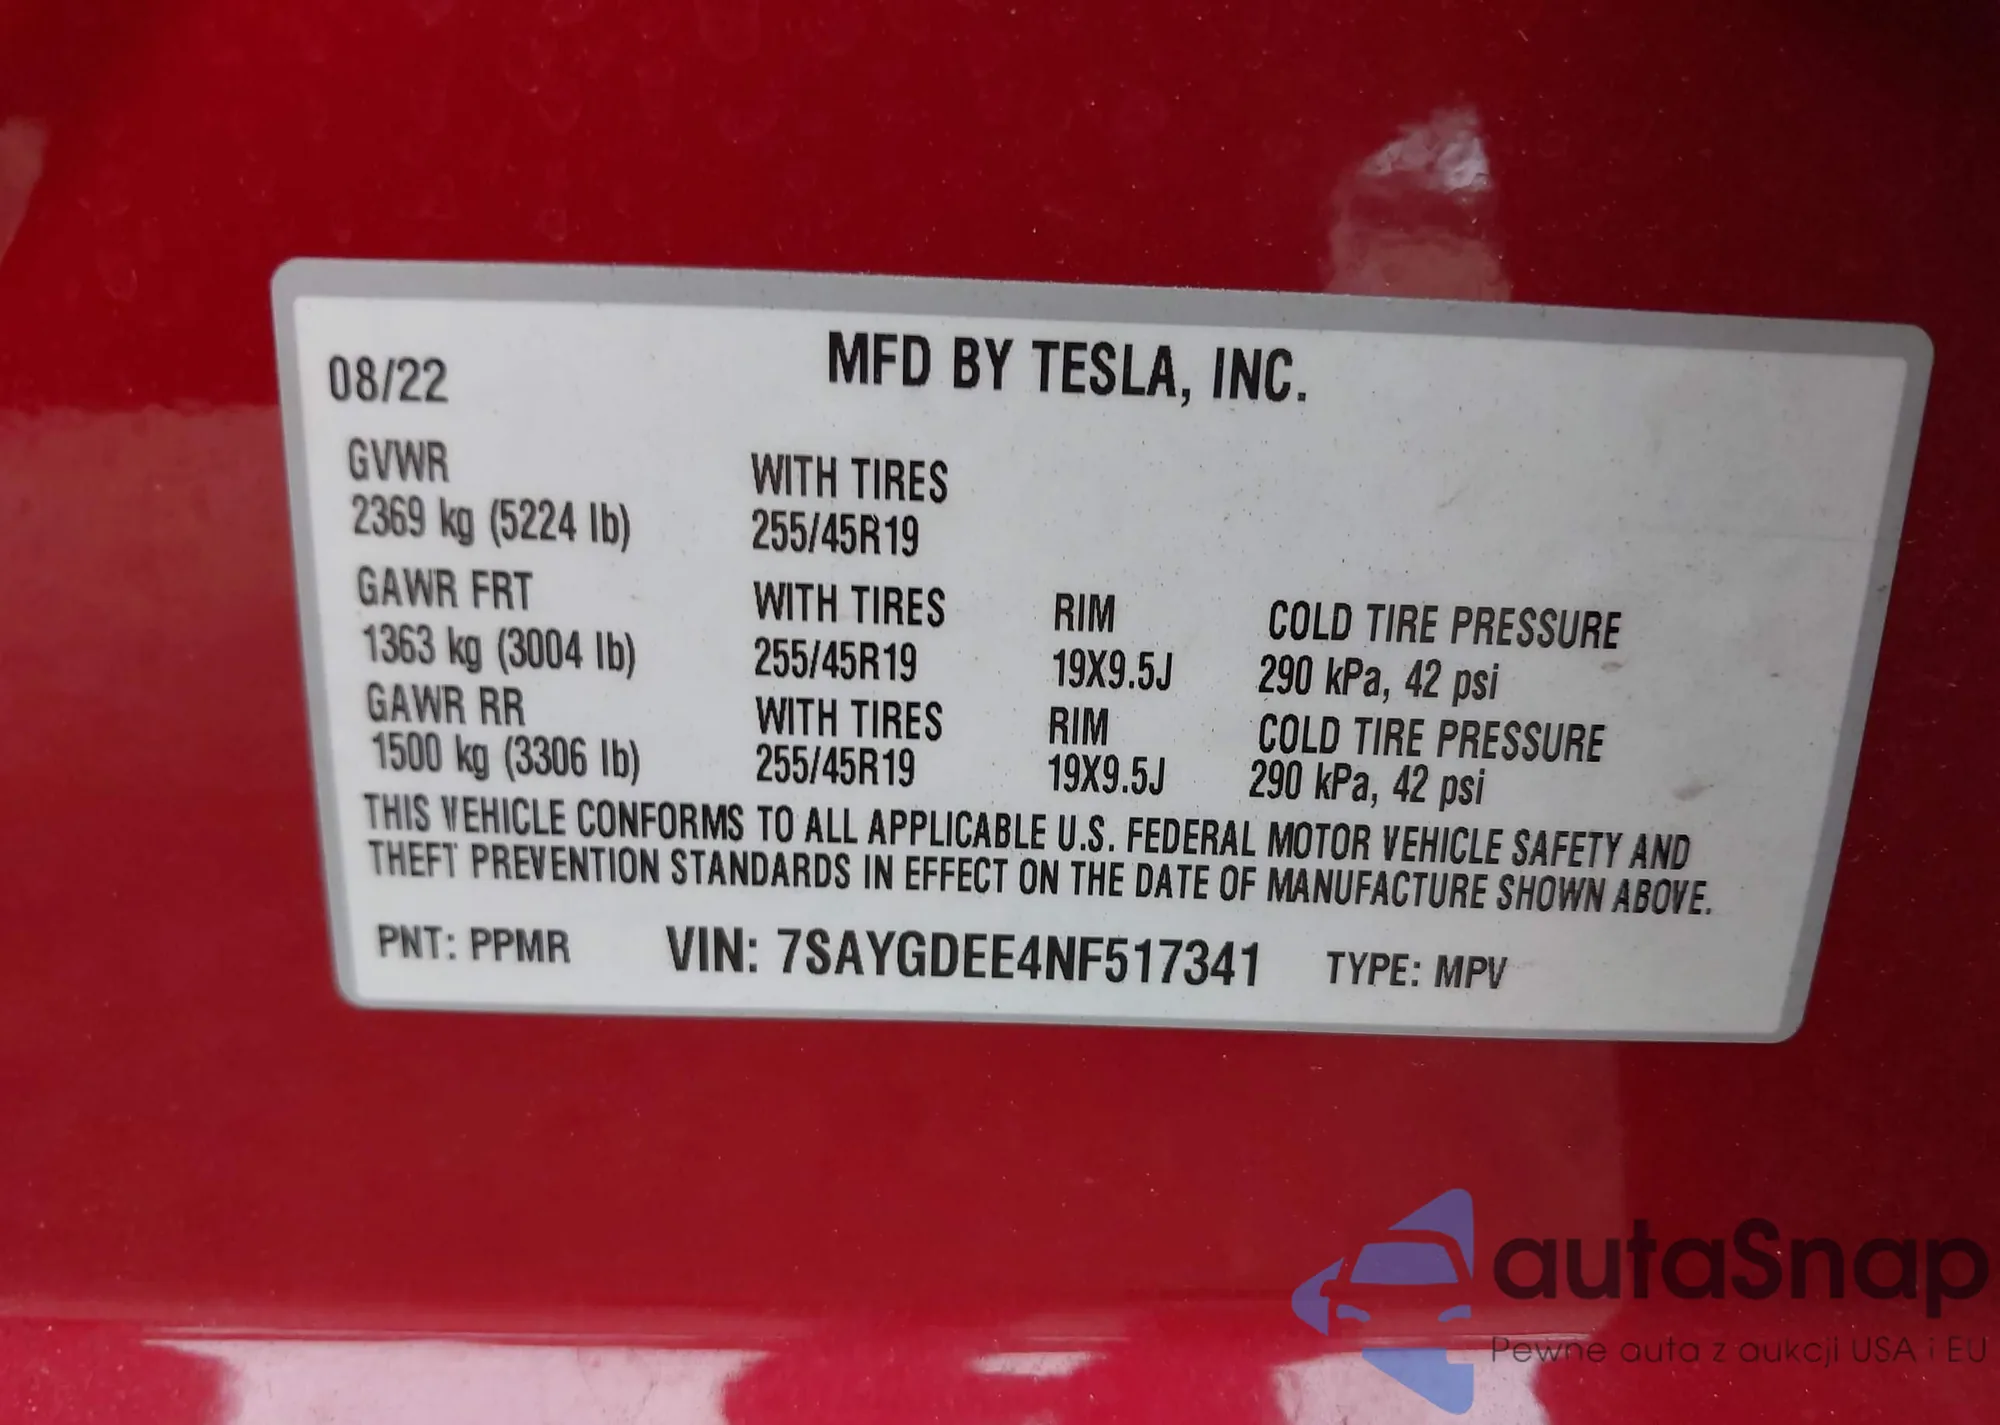 08/22 MFD BY TESLA, INC.
GVWR WITH TIRES
2369 kg (5224 lb) 255/45R19
GAWR FRT WITH TIRES RIM COLD TIRE PRESSURE
1363 kg (3004 lb) 255/45R19 19X9.5J 290 kPa, 42 psi
GAWR RR WITH TIRES RIM COLD TIRE PRESSURE
1500 kg (3306 lb) 255/45R19 19X9.5J 290 kPa, 42 psi
THIS VEHICLE CONFORMS TO ALL APPLICABLE U.S. FEDERAL MOTOR VEHICLE SAFETY AND
THEFT PREVENTION STANDARDS IN EFFECT ON THE DATE OF MANUFACTURE SHOWN ABOVE.
PNT: PPMR VIN: 7SAYGDEE4NF517341 TYPE: MPV
autaSnap
Pewne auta z aukcji USA i EU